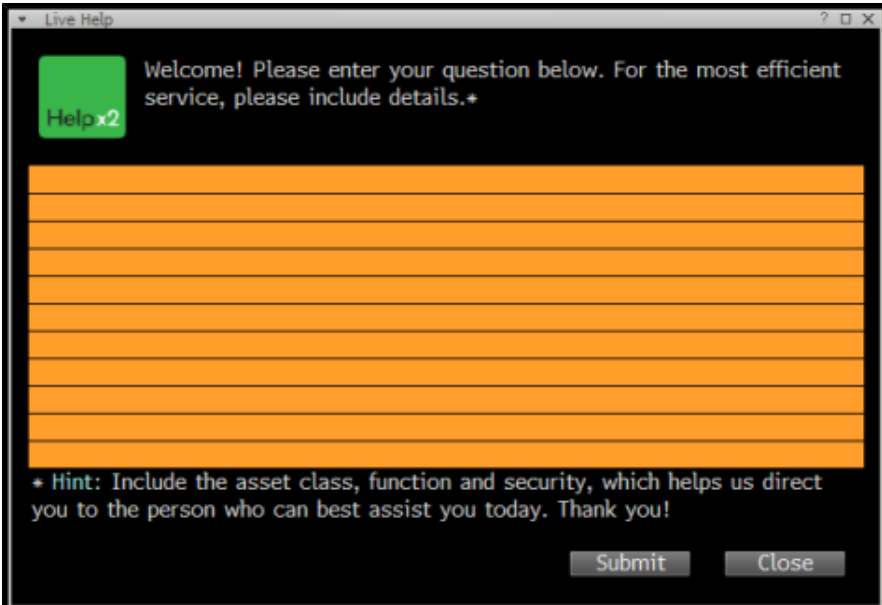 Live Help
? □ X
Welcome! Please enter your question below. For the most efficient
service, please include details.*
Help x2
* Hint: Include the asset class, function and security, which helps us direct
you to the person who can best assist you today. Thank you!
Submit Close